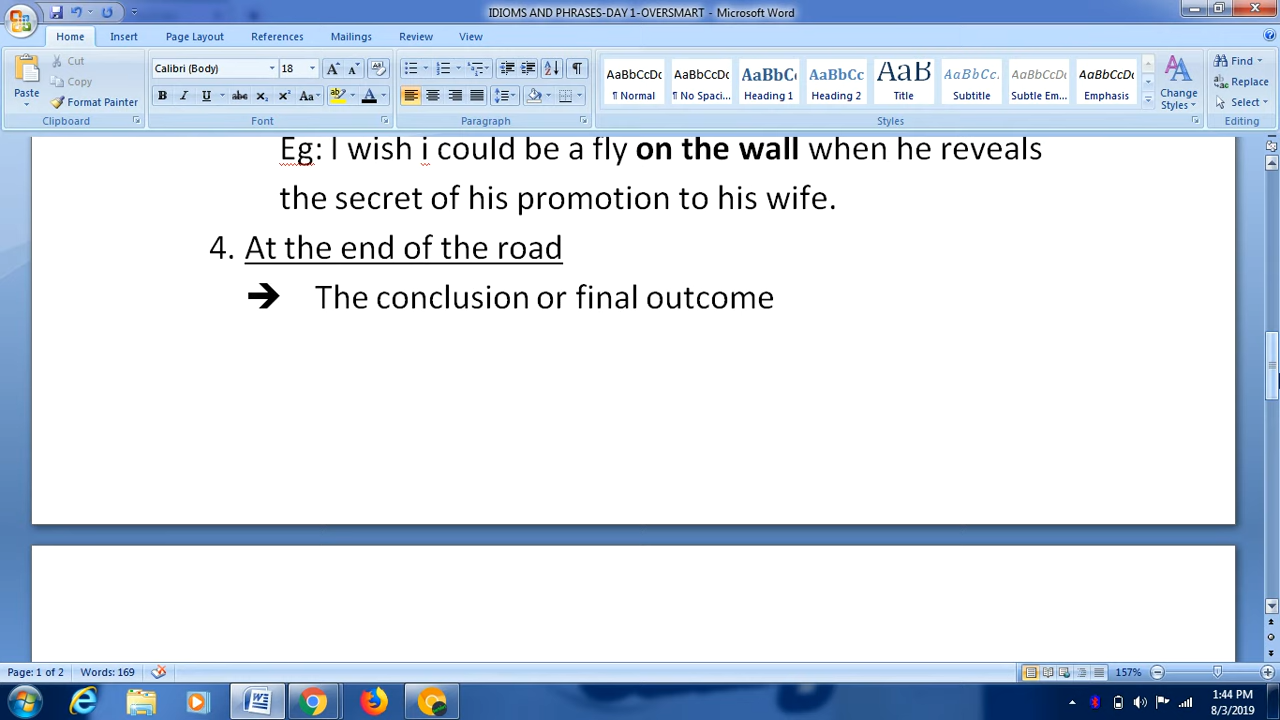 IDIOMS AND PHRASES-DAY 1-OVERSMART - Microsoft Word
Home Insert Page Layout References Mailings Review View
Paste
Cut
Copy
Format Painter
Clipboard
Calibri (Body) 18
B I U abe x₂ x² Aa A
Font
Paragraph
AaBbCcDc AaBbCcDc AaBbC AaBbCc AaB AaBbCc. AaBbCcDc AaBbCcDc
¶ Normal ¶ No Spaci... Heading 1 Heading 2 Title Subtitle Subtle Em... Emphasis
Change Styles
Styles
Find
Replace
Select
Editing
Eg: I wish i could be a fly on the wall when he reveals
the secret of his promotion to his wife.
4. At the end of the road
➔ The conclusion or final outcome
Page: 1 of 2 Words: 169 157%
1:44 PM
8/3/2019